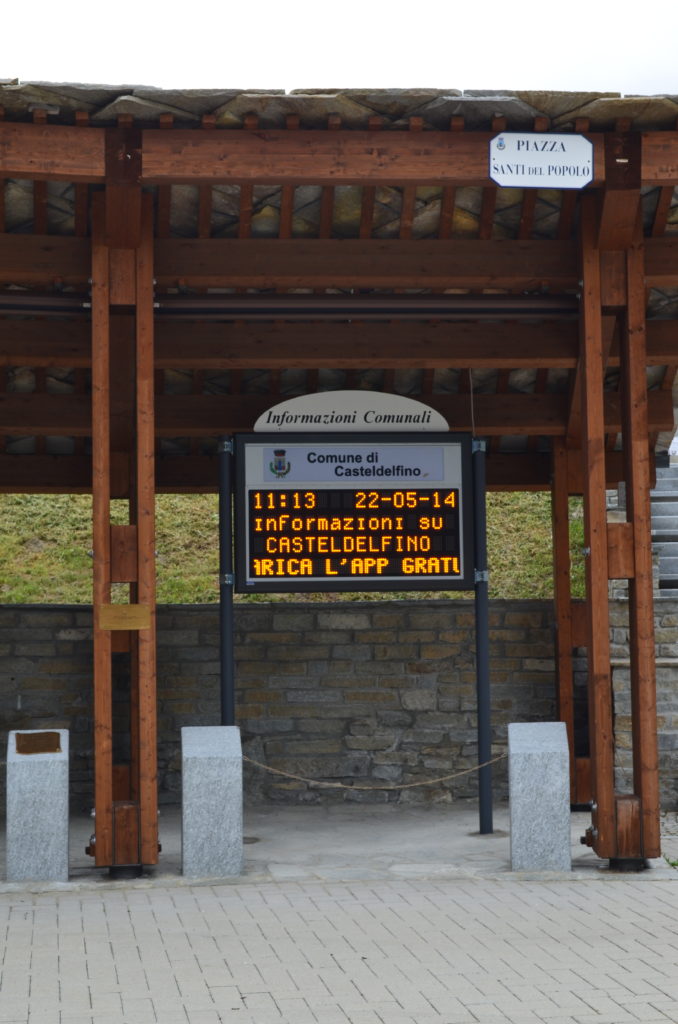 PIAZZA
SANTI DEL POPOLO
Informazioni Comunali
Comune di
Casteldelfino
11:13 22-05-14
informazioni su
CASTELDELFINO
RICA L'APP GRATU